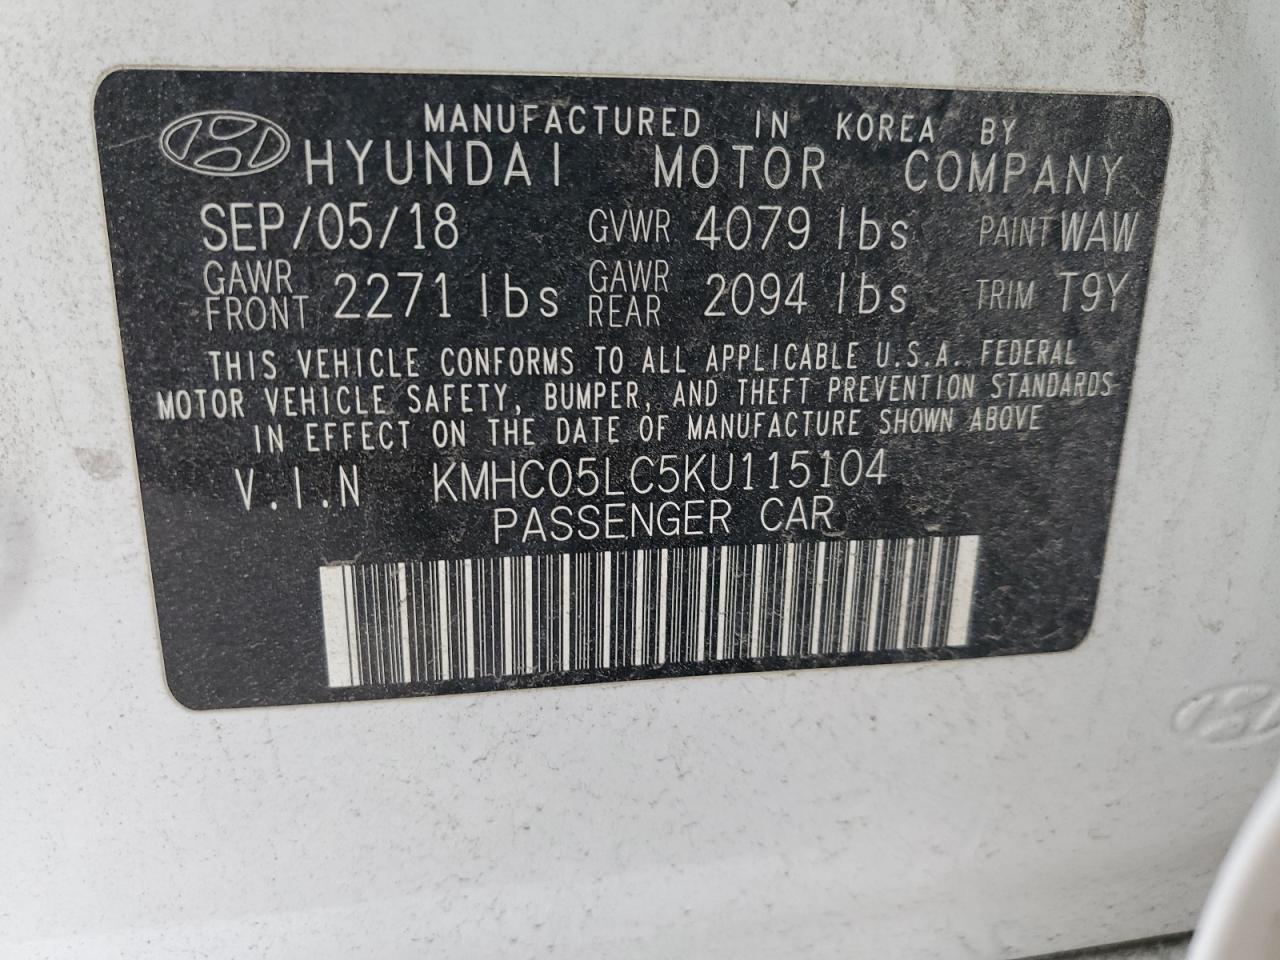 MANUFACTURED IN KOREA BY
HYUNDAI MOTOR COMPANY
SEP/05/18 GVWR 4079 lbs PAINT WAW
GAWR FRONT 2271 lbs GAWR REAR 2094 lbs TRIM T9Y
THIS VEHICLE CONFORMS TO ALL APPLICABLE U.S.A. FEDERAL
MOTOR VEHICLE SAFETY, BUMPER, AND THEFT PREVENTION STANDARDS
IN EFFECT ON THE DATE OF MANUFACTURE SHOWN ABOVE
V.I.N KMHC05LC5KU115104
PASSENGER CAR